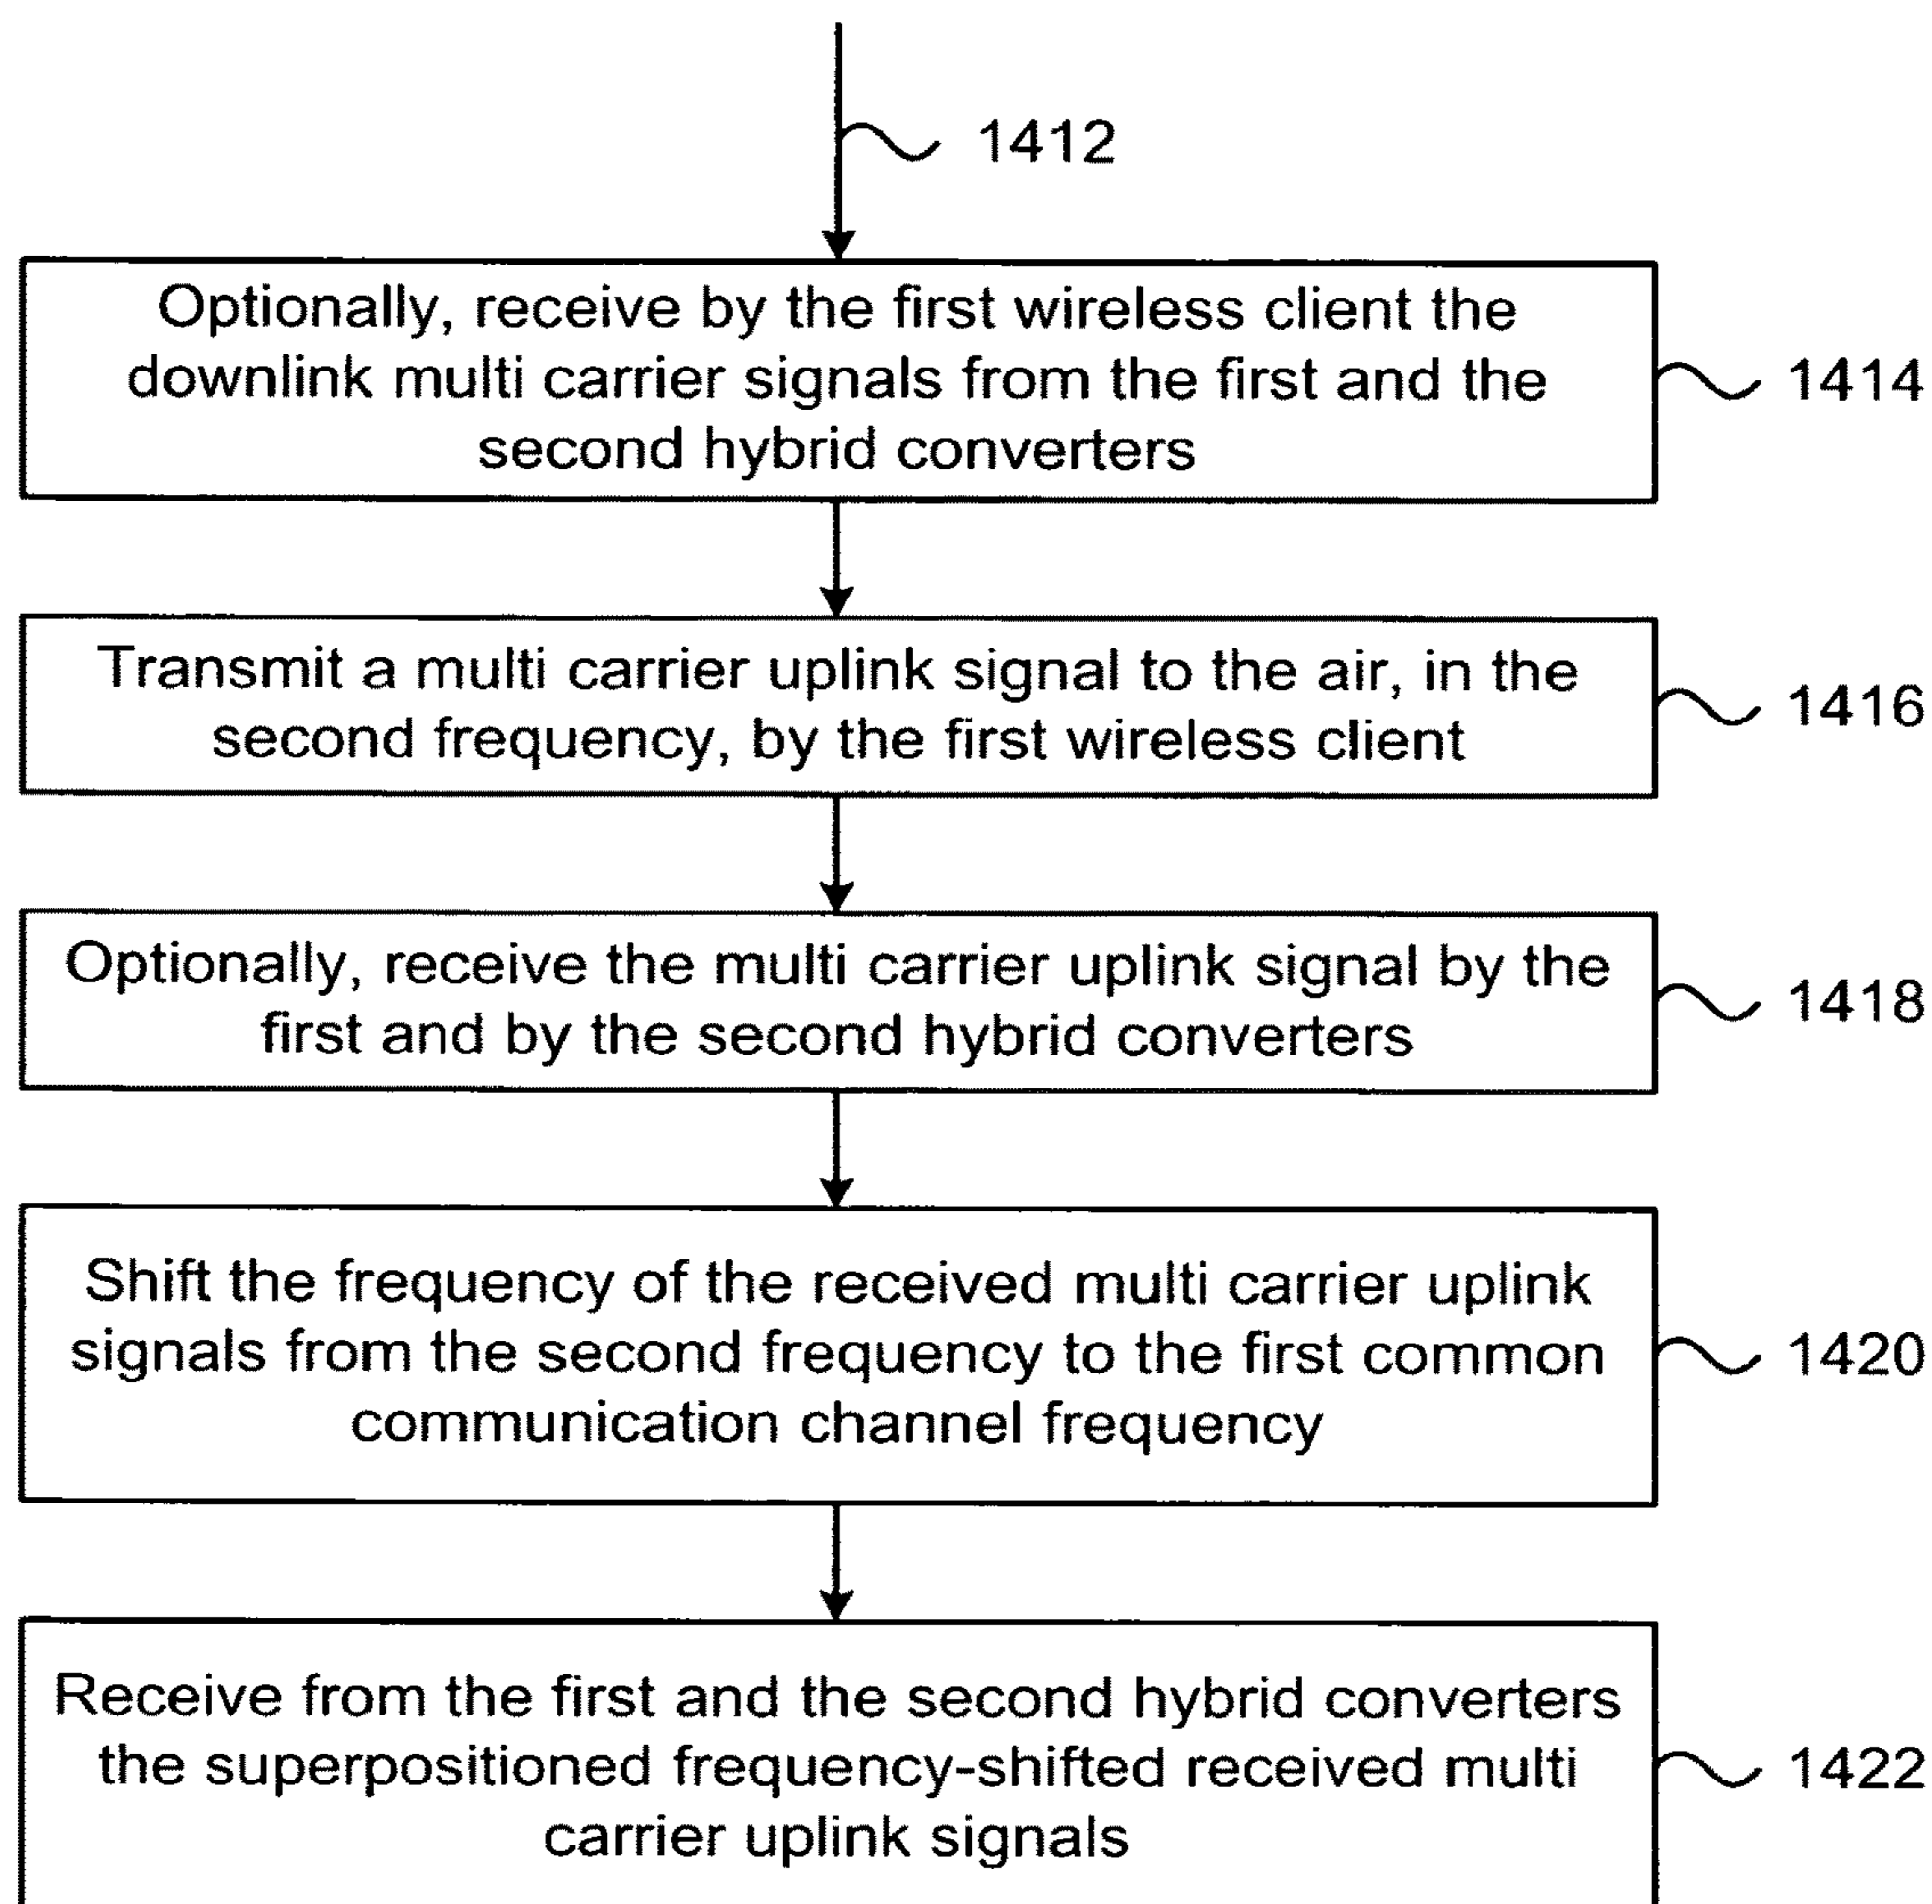 1412
Optionally, receive by the first wireless client the
downlink multi carrier signals from the first and the
second hybrid converters
1414
Transmit a multi carrier uplink signal to the air, in the
second frequency, by the first wireless client
1416
Optionally, receive the multi carrier uplink signal by the
first and by the second hybrid converters
1418
Shift the frequency of the received multi carrier uplink
signals from the second frequency to the first common
communication channel frequency
1420
Receive from the first and the second hybrid converters
the superpositioned frequency-shifted received multi
carrier uplink signals
1422